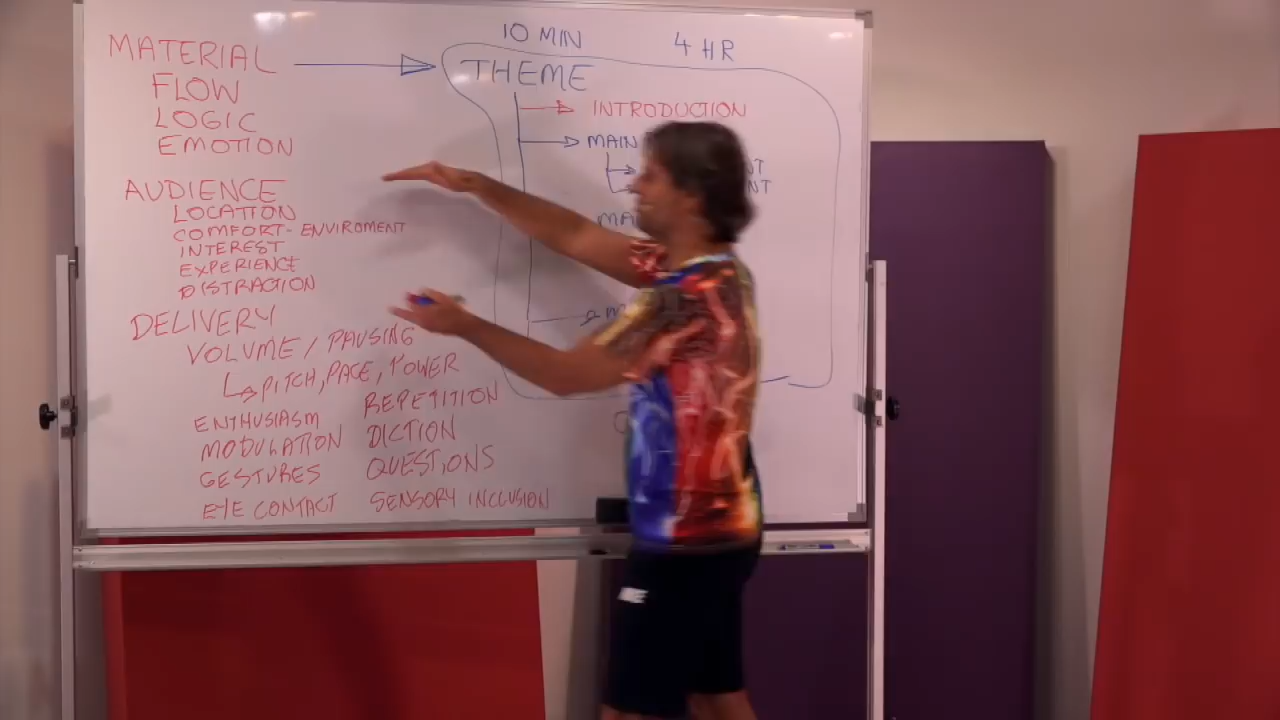 MATERIAL
FLOW
LOGIC
EMOTION
AUDIENCE
LOCATION
COMFORT - ENVIROMENT
INTEREST
EXPERIENCE
DISTRACTION
DELIVERY
VOLUME / PAUSING
PITCH, PACE, POWER
ENTHUSIASM
MODULATION
GESTURES
EYE CONTACT
REPETITION
DICTION
QUESTIONS
SENSORY INCLUSION
10 MIN
4 HR
THEME
INTRODUCTION
MAIN